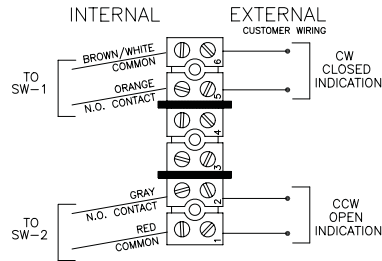 INTERNAL
EXTERNAL
CUSTOMER WIRING
BROWN/WHITE
COMMON
6
CW
CLOSED
INDICATION
TO
SW-1
ORANGE
N.O. CONTACT
5
4
3
GRAY
N.O. CONTACT
2
CCW
OPEN
INDICATION
TO
SW-2
RED
COMMON
1